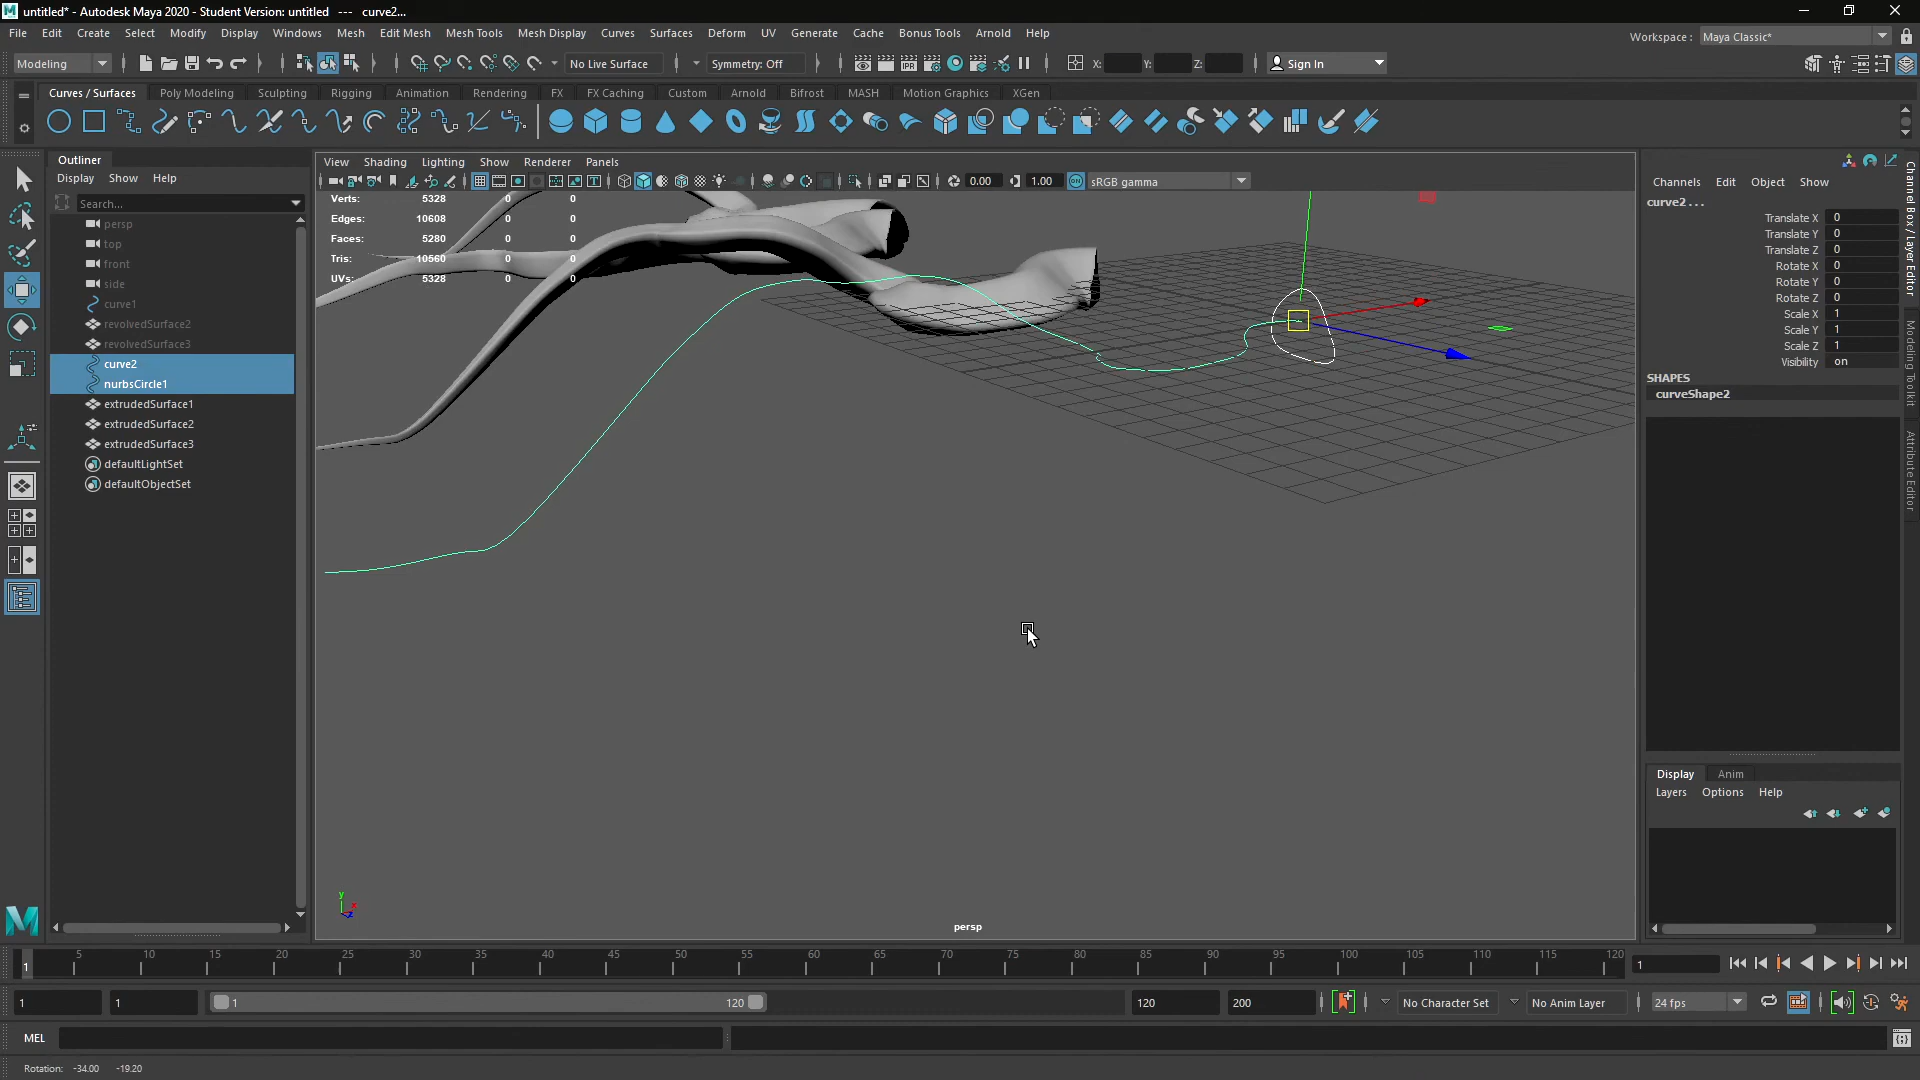 untitled* - Autodesk Maya 2020 - Student Version: untitled --- curve2...
File Edit Create Select Modify Display Windows Mesh Edit Mesh Mesh Tools Mesh Display Curves Surfaces Deform UV Generate Cache Bonus Tools Arnold Help
Workspace : Maya Classic*
Modeling No Live Surface Symmetry: Off X: Y: Z: Sign In
Curves / Surfaces Poly Modeling Sculpting Rigging Animation Rendering FX FX Caching Custom Arnold Bifrost MASH Motion Graphics XGen
Outliner
Display Show Help
Search...
persp
top
front
side
curve1
revolvedSurface2
revolvedSurface3
curve2
nurbsCircle1
extrudedSurface1
extrudedSurface2
extrudedSurface3
defaultLightSet
defaultObjectSet
View Shading Lighting Show Renderer Panels
0.00 1.00 ON sRGB gamma
Verts: 5328 0 0
Edges: 10608 0 0
Faces: 5280 0 0
Tris: 10560 0 0
UVs: 5328 0 0
y x z
persp
Channels Edit Object Show
curve2 . . .
Translate X 0
Translate Y 0
Translate Z 0
Rotate X 0
Rotate Y 0
Rotate Z 0
Scale X 1
Scale Y 1
Scale Z 1
Visibility on
SHAPES
curveShape2
Channel Box / Layer Editor
Modeling Toolkit
Attribute Editor
Display Anim
Layers Options Help
1 5 10 15 20 25 30 35 40 45 50 55 60 65 70 75 80 85 90 95 100 105 110 115 120 1
1 1 1 120 120 200 No Character Set No Anim Layer 24 fps
MEL
Rotation: -34.00 -19.20